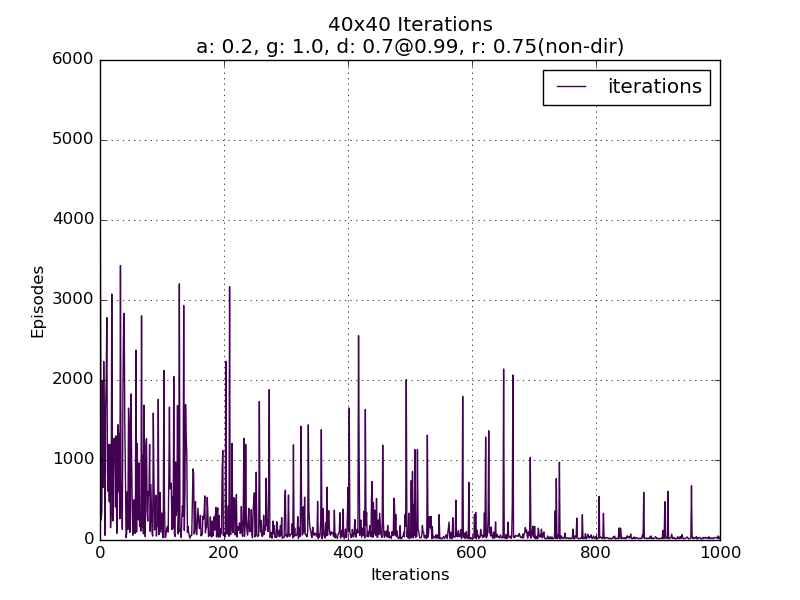 40x40 Iterations
a: 0.2, g: 1.0, d: 0.7@0.99, r: 0.75(non-dir)
iterations
6000
5000
4000
3000
2000
1000
0
Episodes
0 200 400 600 800 1000
Iterations